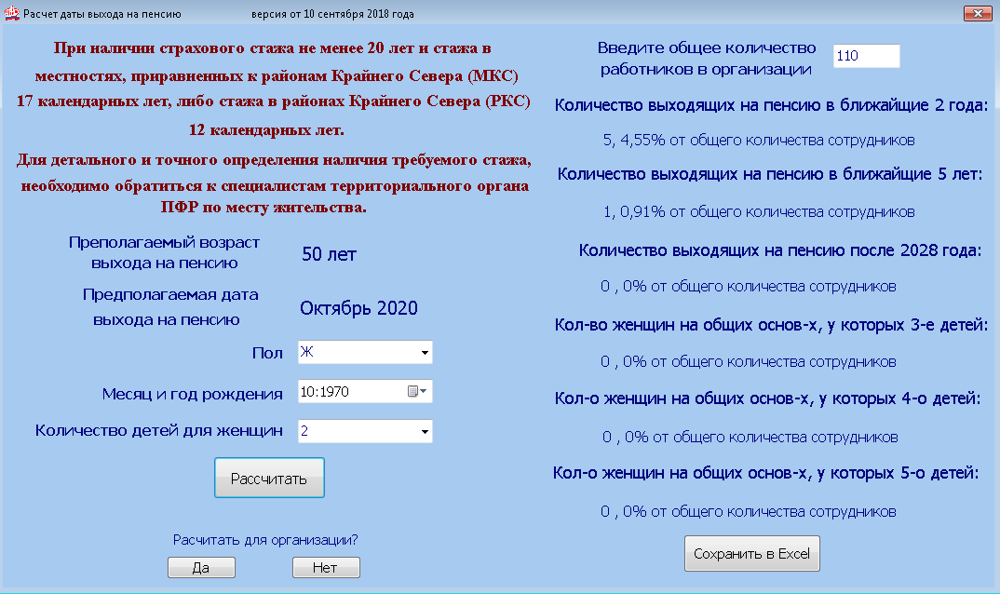 Расчет даты выхода на пенсию версия от 10 сентября 2018 года
При наличии страхового стажа не менее 20 лет и стажа в
местностях, приравненных к районам Крайнего Севера (МКС)
17 календарных лет, либо стажа в районах Крайнего Севера (РКС)
12 календарных лет.
Для детального и точного определения наличия требуемого стажа,
необходимо обратиться к специалистам территориального органа
ПФР по месту жительства.
Преполагаемый возраст
выхода на пенсию
50 лет
Предполагаемая дата
выхода на пенсию
Октябрь 2020
Пол Ж
Месяц и год рождения 10:1970
Количество детей для женщин 2
Рассчитать
Расчитать для организации?
Да Нет
Введите общее количество
работников в организации
110
Количество выходящих на пенсию в ближайщие 2 года:
5, 4,55% от общего количества сотрудников
Количество выходящих на пенсию в ближайщие 5 лет:
1, 0,91% от общего количества сотрудников
Количество выходящих на пенсию после 2028 года:
0 , 0% от общего количества сотрудников
Кол-во женщин на общих основ-х, у которых 3-е детей:
0 , 0% от общего количества сотрудников
Кол-о женщин на общих основ-х, у которых 4-о детей:
0 , 0% от общего количества сотрудников
Кол-о женщин на общих основ-х, у которых 5-о детей:
0 , 0% от общего количества сотрудников
Сохранить в Excel